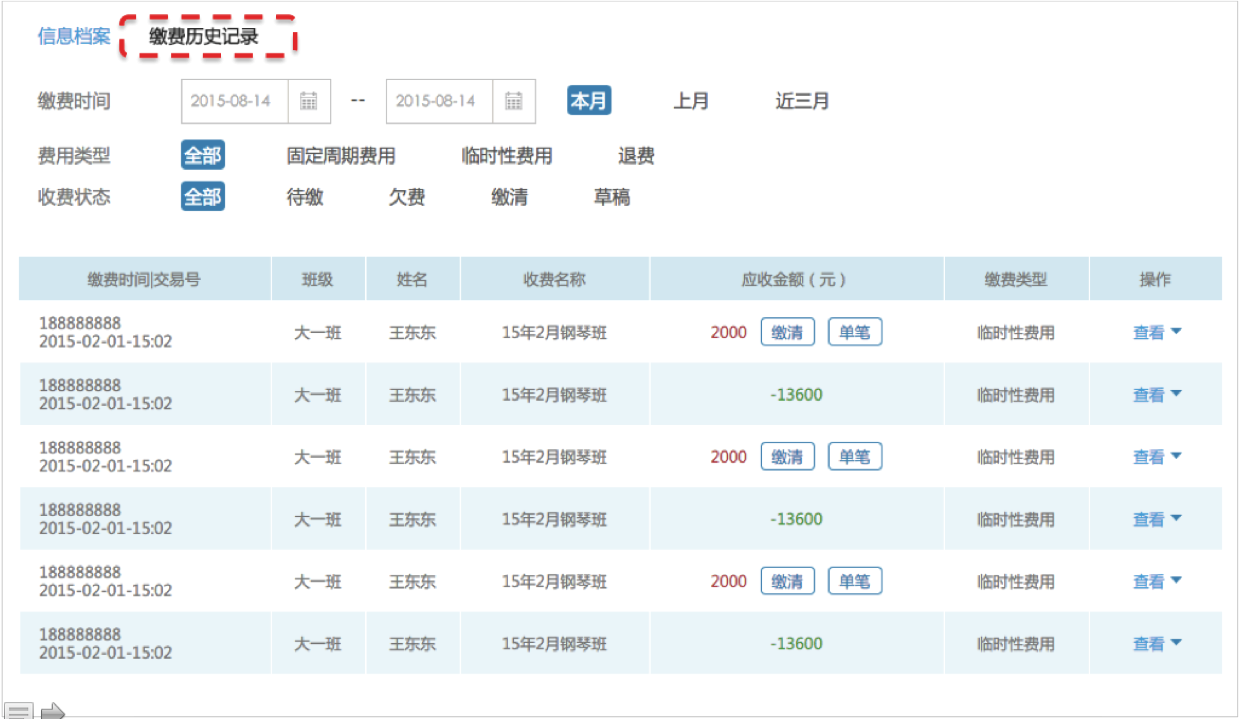 信息档案 缴费历史记录
缴费时间 2015-08-14 -- 2015-08-14 本月 上月 近三月
费用类型 全部 固定周期费用 临时性费用 退费
收费状态 全部 待缴 欠费 缴清 草稿
缴费时间|交易号 班级 姓名 收费名称 应收金额（元） 缴费类型 操作
188888888
2015-02-01-15:02 大一班 王东东 15年2月钢琴班 2000 缴清 单笔 临时性费用 查看
188888888
2015-02-01-15:02 大一班 王东东 15年2月钢琴班 -13600 临时性费用 查看
188888888
2015-02-01-15:02 大一班 王东东 15年2月钢琴班 2000 缴清 单笔 临时性费用 查看
188888888
2015-02-01-15:02 大一班 王东东 15年2月钢琴班 -13600 临时性费用 查看
188888888
2015-02-01-15:02 大一班 王东东 15年2月钢琴班 2000 缴清 单笔 临时性费用 查看
188888888
2015-02-01-15:02 大一班 王东东 15年2月钢琴班 -13600 临时性费用 查看